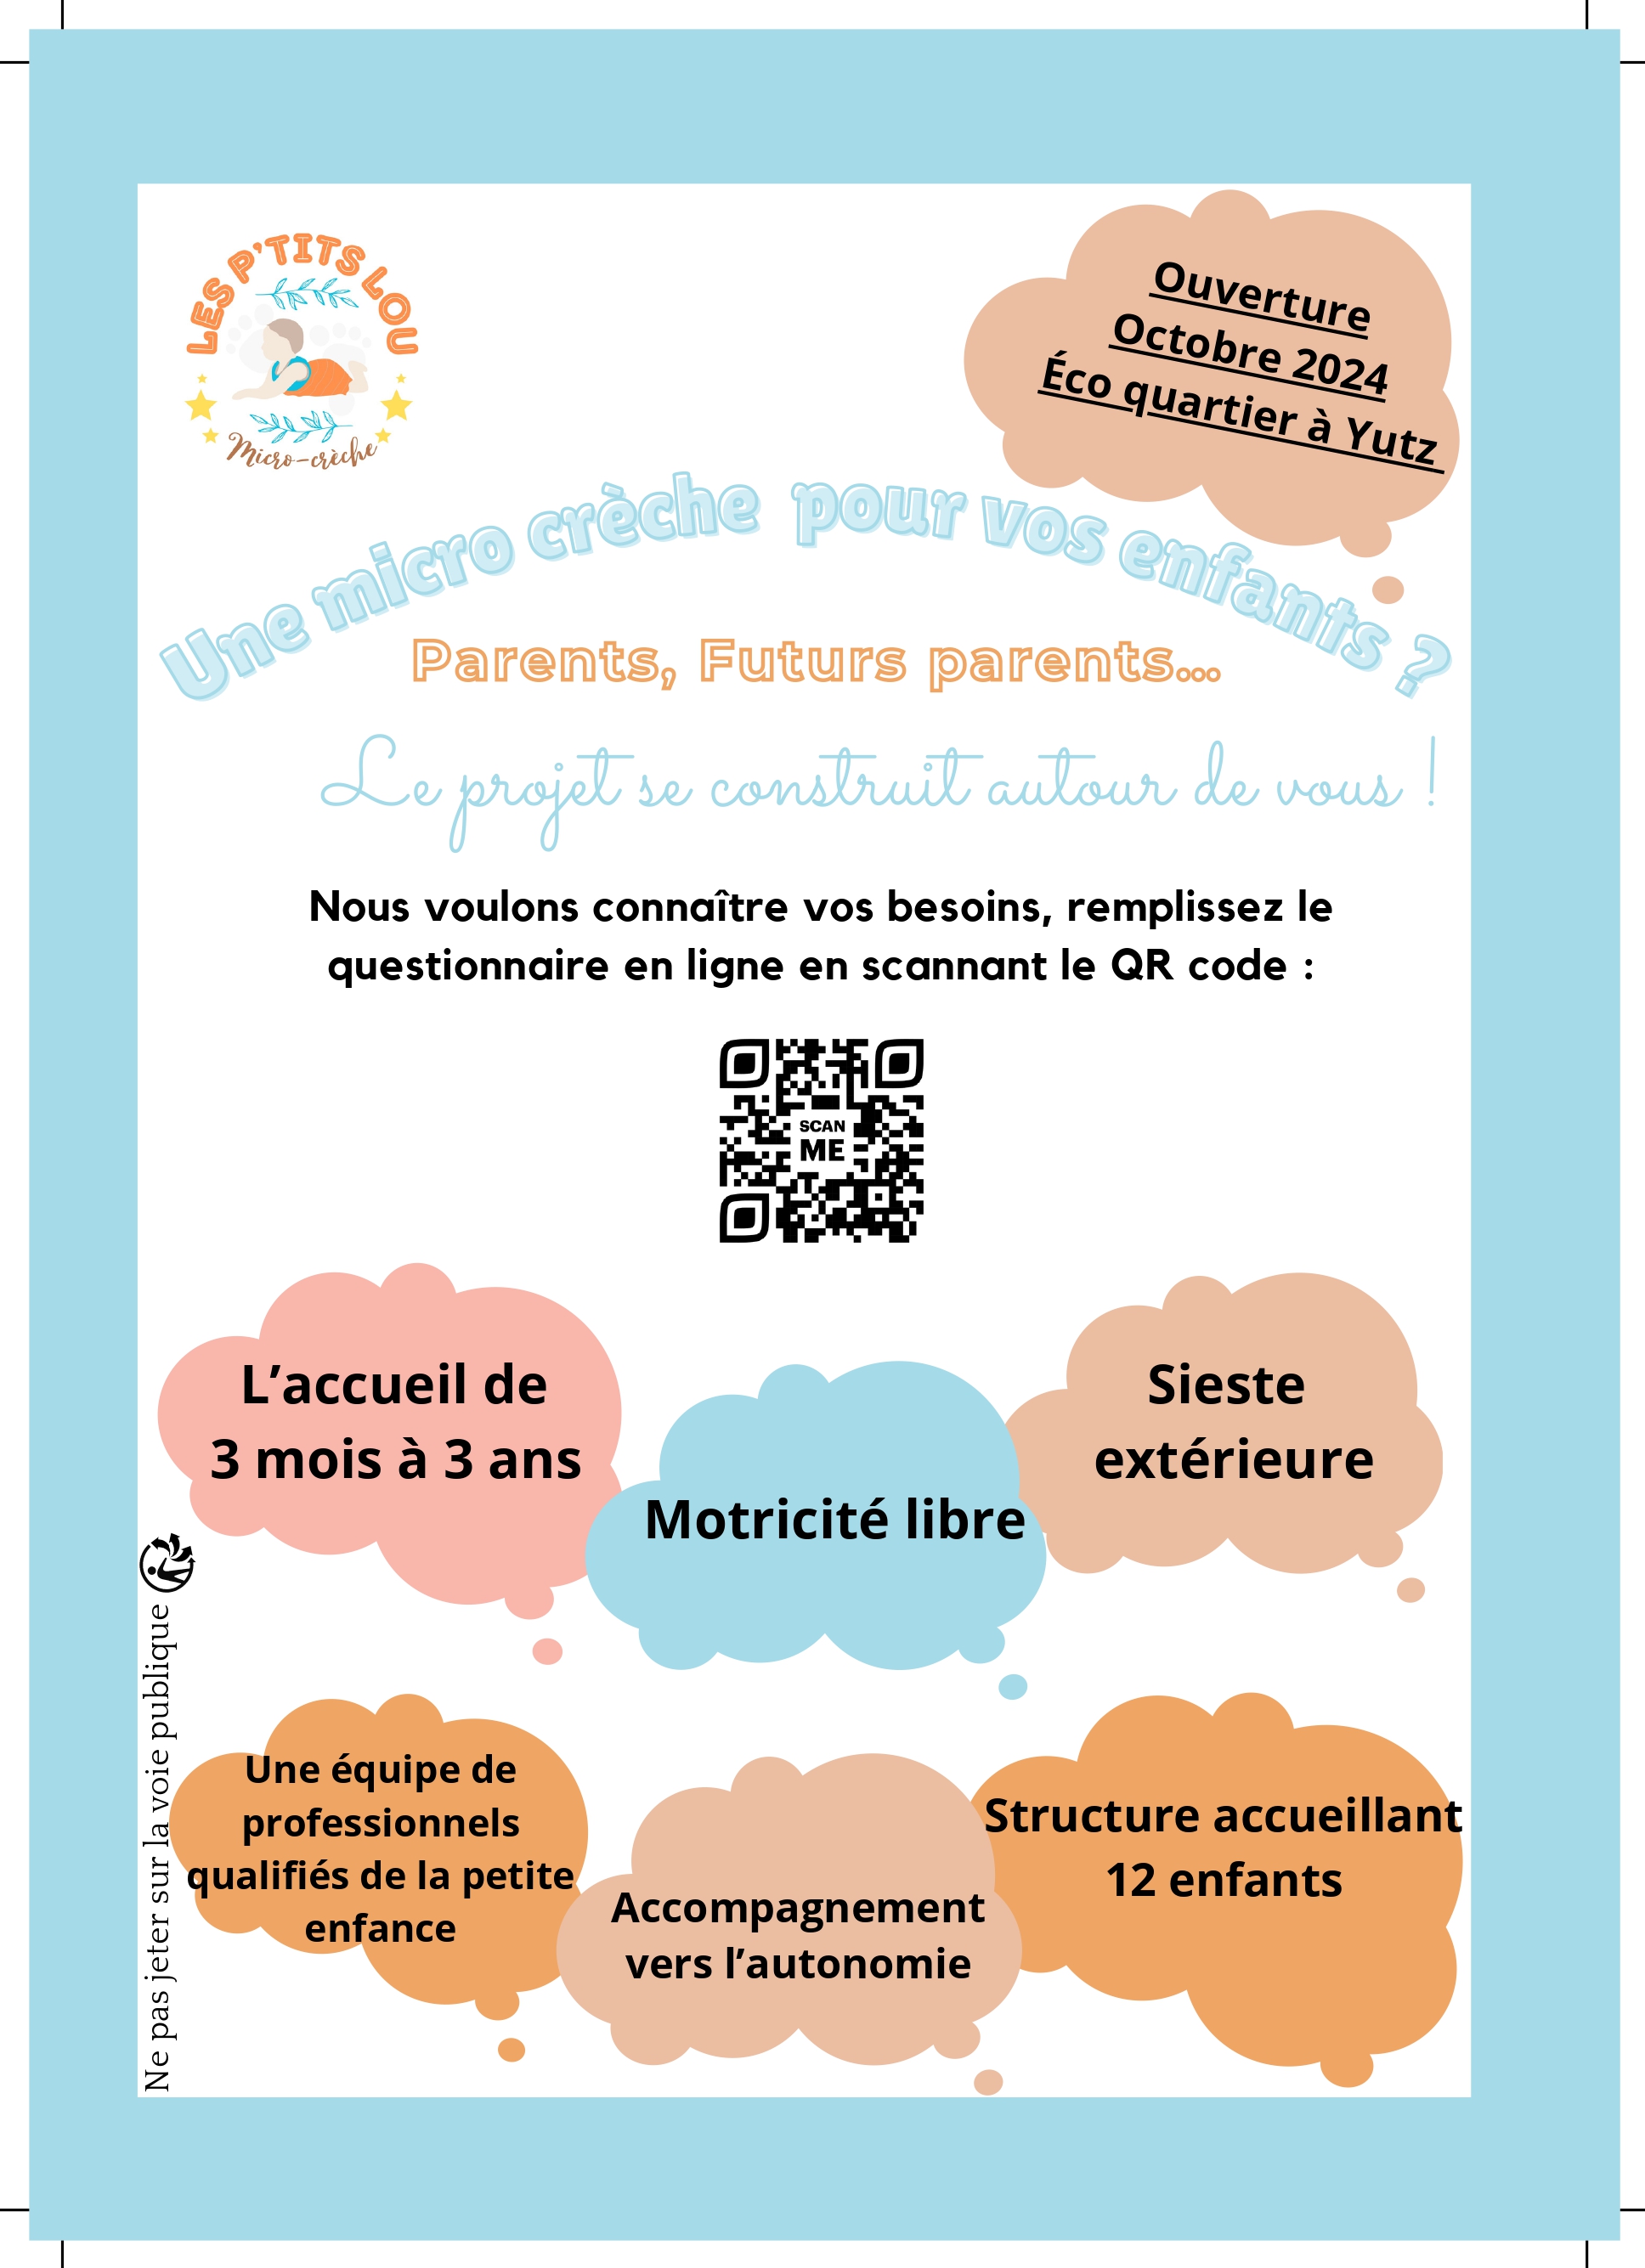 LES P'TITS LOU
Micro-crèche
Ouverture
Octobre 2024
Éco quartier à Yutz
Une micro crèche pour vos enfants ?
Parents, Futurs parents...
Le projet se construit autour de vous !
Nous voulons connaître vos besoins, remplissez le
questionnaire en ligne en scannant le QR code :
SCAN
ME
L’accueil de
3 mois à 3 ans
Motricité libre
Sieste
extérieure
Une équipe de
professionnels
qualifiés de la petite
enfance
Accompagnement
vers l’autonomie
Structure accueillant
12 enfants
Ne pas jeter sur la voie publique